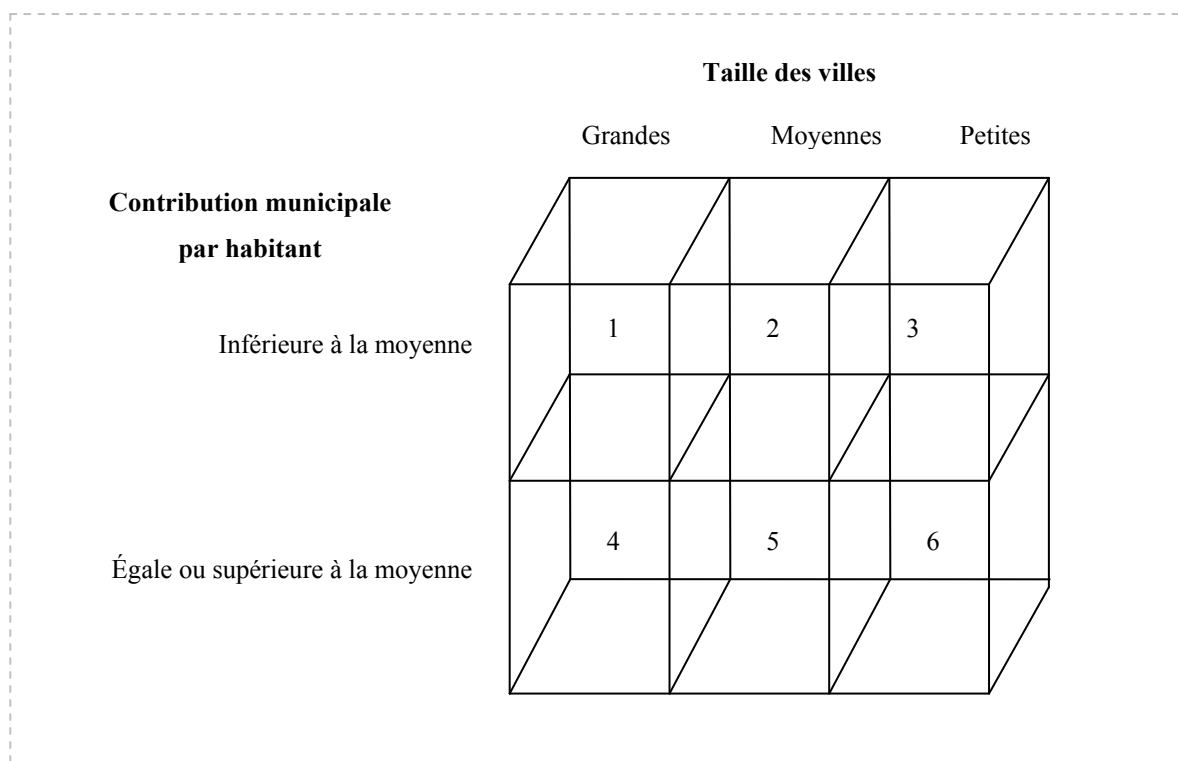 Taille des villes
Grandes Moyennes Petites
Contribution municipale
par habitant
Inférieure à la moyenne
1 2 3
Égale ou supérieure à la moyenne
4 5 6